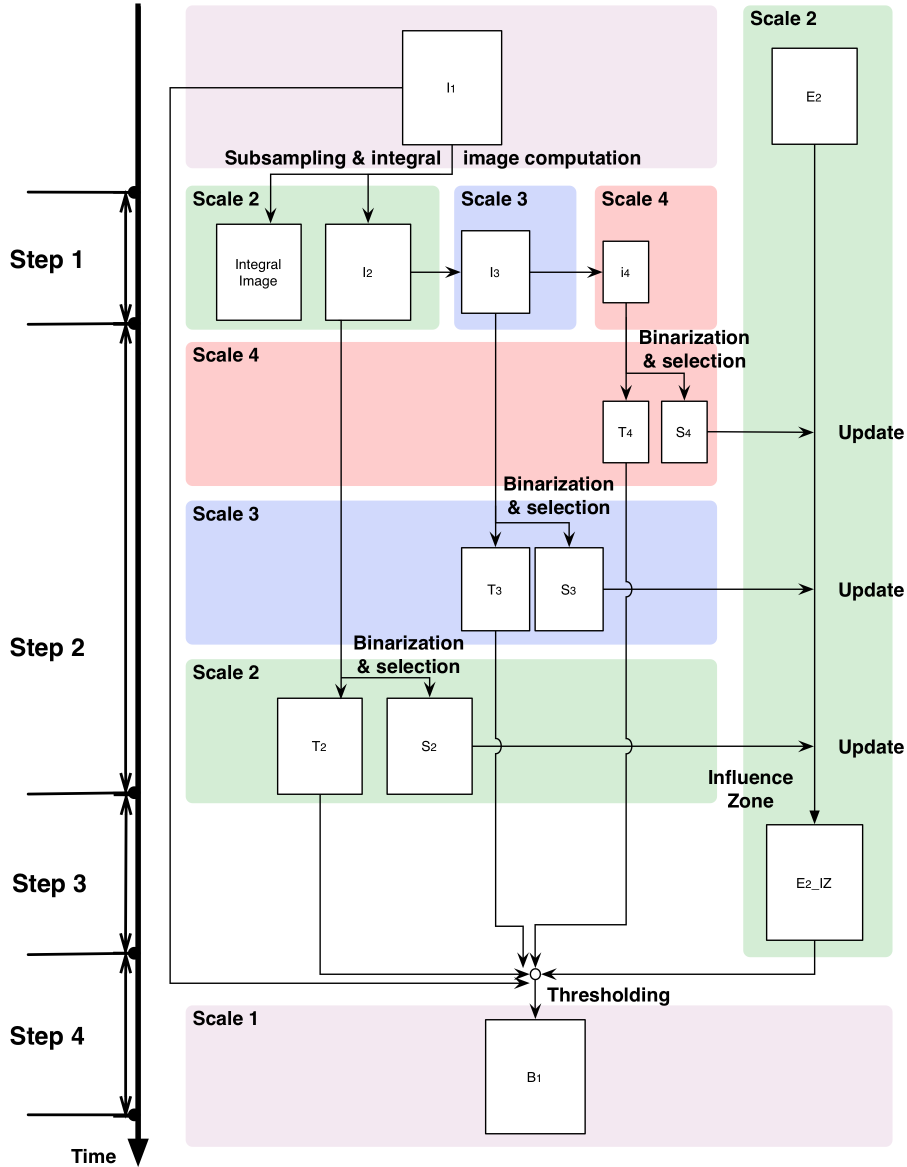 Scale 2
I1
E2
Subsampling & integral image computation
Scale 2
Scale 3
Scale 4
Step 1
Integral
Image
I2
I3
i4
Binarization
& selection
Scale 4
T4
S4
Update
Binarization
& selection
Scale 3
T3
S3
Update
Step 2
Binarization
& selection
Scale 2
T2
S2
Update
Influence
Zone
Step 3
E2_IZ
Thresholding
Scale 1
Step 4
B1
Time